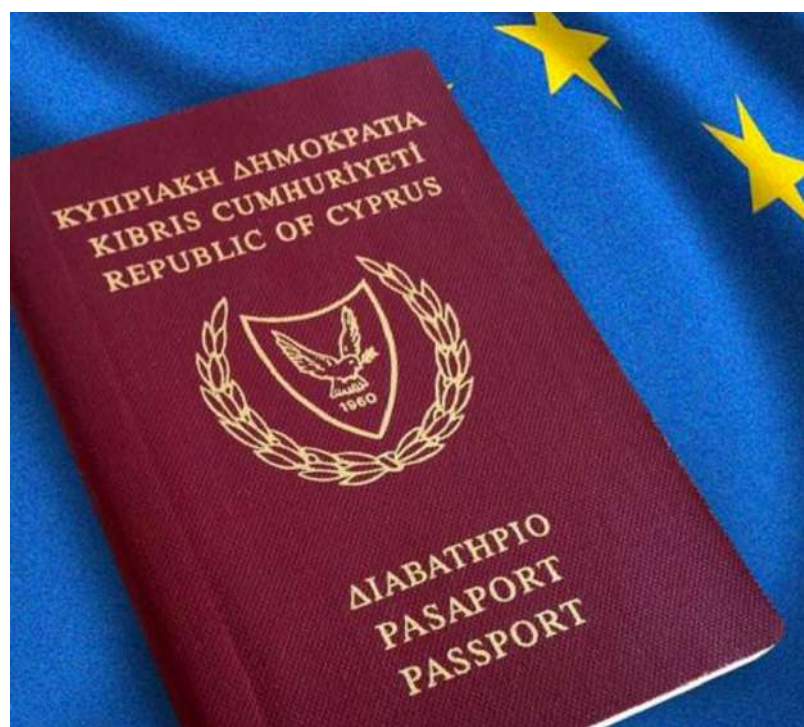 ΚΥΠΡΙΑΚΗ ΔΗΜΟΚΡΑΤΙΑ
KIBRIS CUMHURİYETİ
REPUBLIC OF CYPRUS
1960
ΔΙΑΒΑΤΗΡΙΟ
PASAPORT
PASSPORT